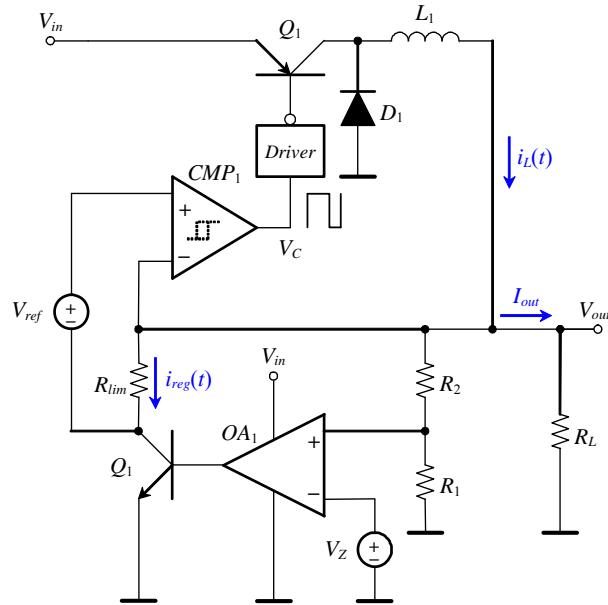 V_in
Q_1
L_1
D_1
Driver
i_L(t)
CMP_1
+
−
V_C
V_ref
+
−
I_out
V_out
R_lim
i_reg(t)
V_in
R_2
OA_1
+
−
R_1
R_L
Q_1
V_Z
+
−